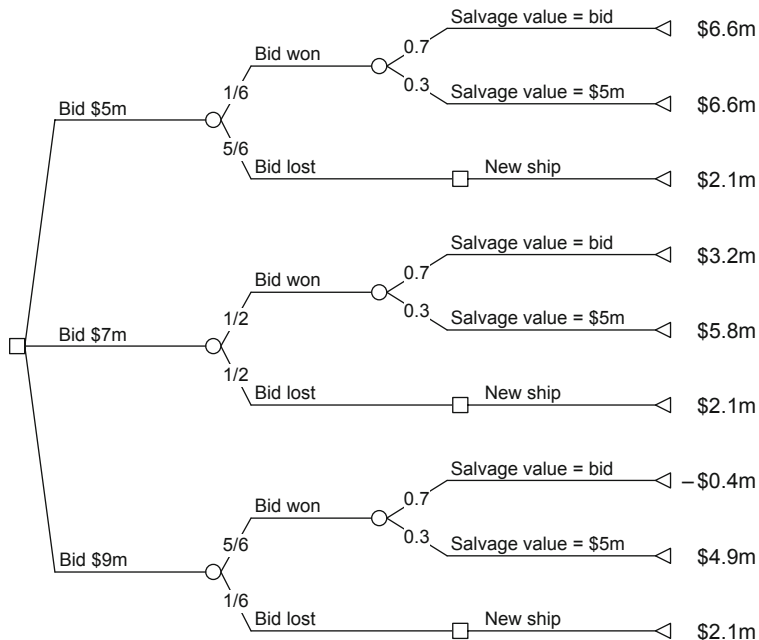 Salvage value = bid
$6.6m
Bid won
0.7
0.3
Salvage value = $5m
$6.6m
1/6
Bid $5m
5/6
Bid lost
New ship
$2.1m
Salvage value = bid
$3.2m
Bid won
0.7
0.3
Salvage value = $5m
$5.8m
1/2
Bid $7m
1/2
Bid lost
New ship
$2.1m
Salvage value = bid
–$0.4m
Bid won
0.7
0.3
Salvage value = $5m
$4.9m
5/6
Bid $9m
1/6
Bid lost
New ship
$2.1m